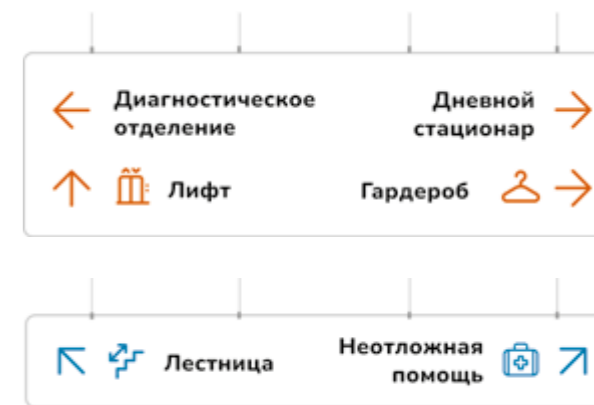 Диагностическое
отделение
Дневной
стационар
Лифт
Гардероб
Лестница
Неотложная
помощь